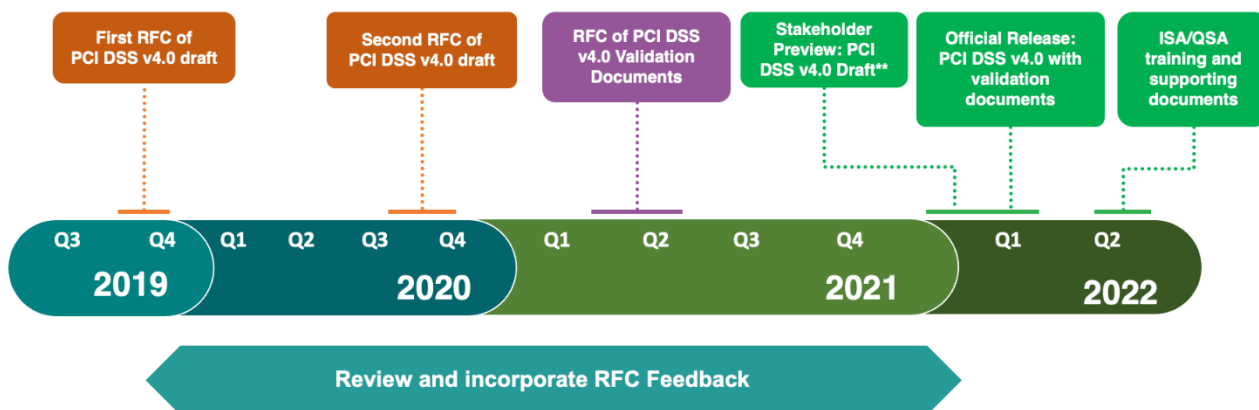 First RFC of
PCI DSS v4.0 draft
Second RFC of
PCI DSS v4.0 draft
RFC of PCI DSS
v4.0 Validation
Documents
Stakeholder
Preview: PCI
DSS v4.0 Draft**
Official Release:
PCI DSS v4.0 with
validation
documents
ISA/QSA
training and
supporting
documents
Q3 Q4 Q1 Q2 Q3 Q4 Q1 Q2 Q3 Q4 Q1 Q2
2019 2020 2021 2022
Review and incorporate RFC Feedback